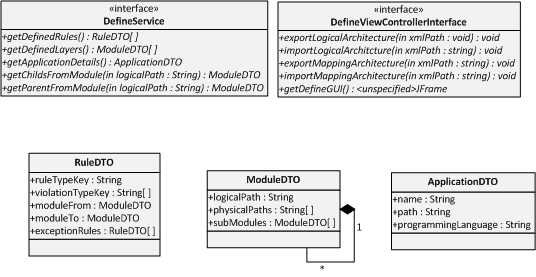 «interface»
DefineService
+getDefinedRules() : RuleDTO[ ]
+getDefinedLayers() : ModuleDTO[ ]
+getApplicationDetails() : ApplicationDTO
+getChildsFromModule(in logicalPath : String) : ModuleDTO
+getParentFromModule(in logicalPath : String) : ModuleDTO
«interface»
DefineViewControllerInterface
+exportLogicalArchitecture(in xmlPath : void) : void
+importLogicalArchitcture(in xmlPath : string) : void
+exportMappingArchitecture(in xmlPath : string) : void
+importMappingArchitecture(in xmlPath : string) : void
+getDefineGUI() : <unspecified>JFrame
RuleDTO
+ruleTypeKey : String
+violationTypeKey : String[ ]
+moduleFrom : ModuleDTO
+moduleTo : ModuleDTO
+exceptionRules : RuleDTO[ ]
ModuleDTO
+logicalPath : String
+physicalPaths : String[ ]
+subModules : ModuleDTO[ ]
1
*
ApplicationDTO
+name : String
+path : String
+programmingLanguage : String